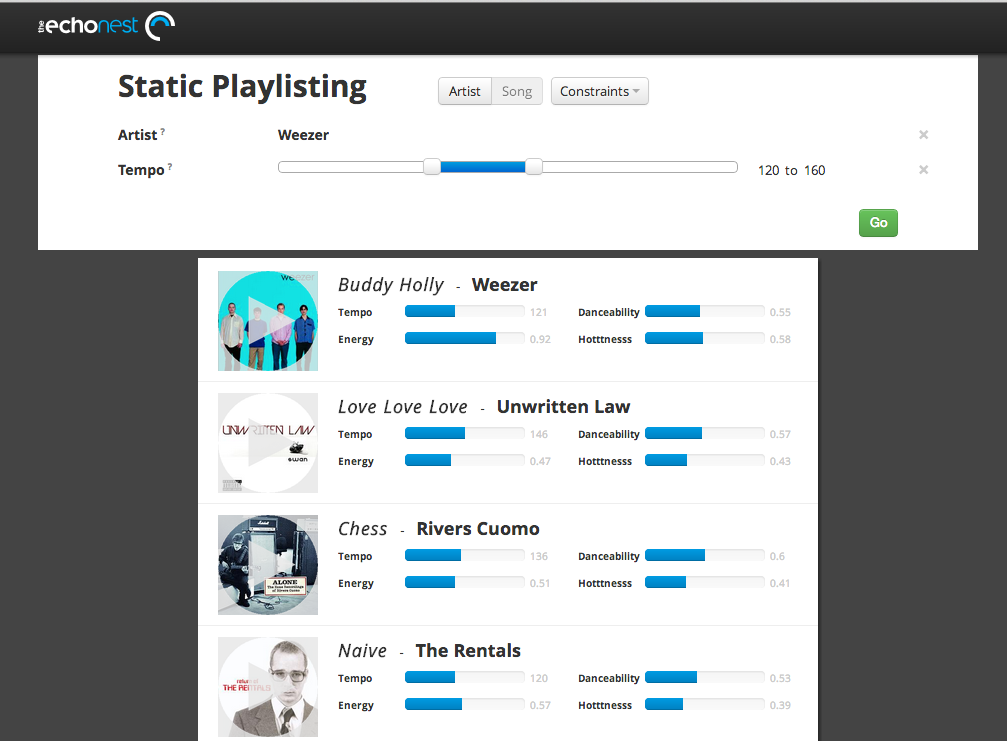 the echonest
Static Playlisting
Artist Song Constraints
Artist ? Weezer ×
Tempo ? 120 to 160 ×
Go
weezer
Buddy Holly - Weezer
Tempo 121 Danceability 0.55
Energy 0.92 Hotttnesss 0.58
UNWRITTEN LAW
swan
Love Love Love - Unwritten Law
Tempo 146 Danceability 0.57
Energy 0.47 Hotttnesss 0.43
Marshall
ALONE
The Home Recordings
of Rivers Cuomo
Chess - Rivers Cuomo
Tempo 136 Danceability 0.6
Energy 0.51 Hotttnesss 0.41
THE RENTALS
Naive - The Rentals
Tempo 120 Danceability 0.53
Energy 0.57 Hotttnesss 0.39